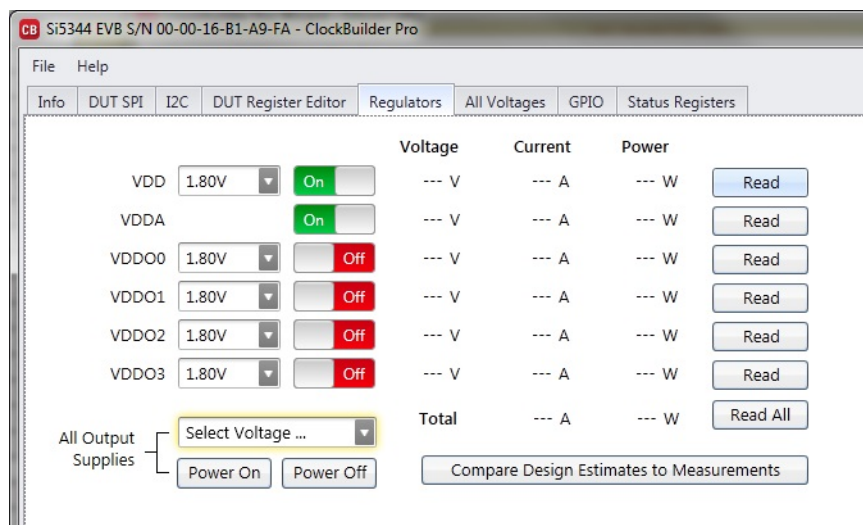 CB Si5344 EVB S/N 00-00-16-B1-A9-FA - ClockBuilder Pro
File Help
Info DUT SPI I2C DUT Register Editor Regulators All Voltages GPIO Status Registers
Voltage Current Power
VDD 1.80V On --- V --- A --- W Read
VDDA On --- V --- A --- W Read
VDDO0 1.80V Off --- V --- A --- W Read
VDDO1 1.80V Off --- V --- A --- W Read
VDDO2 1.80V Off --- V --- A --- W Read
VDDO3 1.80V Off --- V --- A --- W Read
Total --- A --- W Read All
All Output Supplies
Select Voltage ...
Power On Power Off
Compare Design Estimates to Measurements